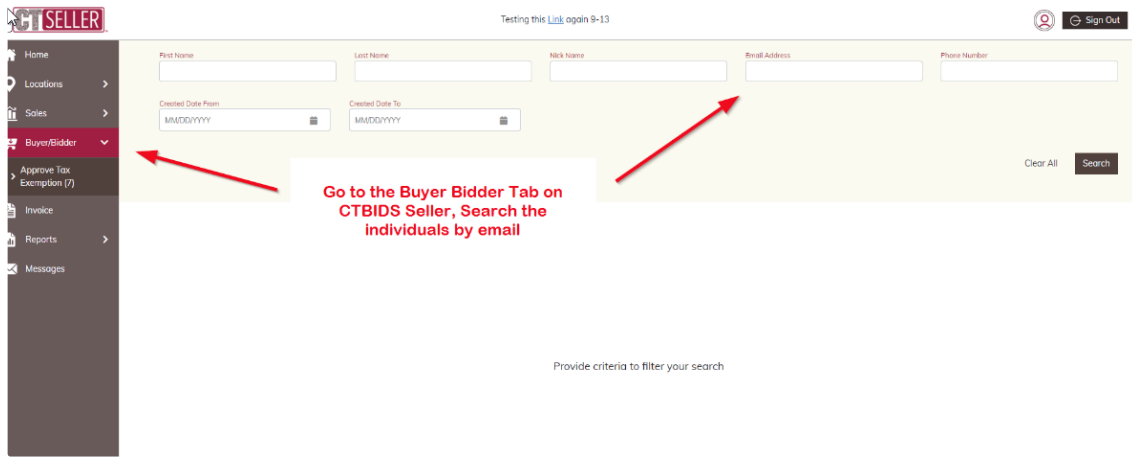 CTSELLER
Testing this Link again 9-13
Sign Out
Home
Locations
Sales
Buyer/Bidder
Approve Tax
Exemption (7)
Invoice
Reports
Messages
First Name
Last Name
Nick Name
Email Address
Phone Number
Created Date From
Created Date To
MM/DD/YYYY
MM/DD/YYYY
Clear All
Search
Go to the Buyer Bidder Tab on
CTBIDS Seller, Search the
individuals by email
Provide criteria to filter your search